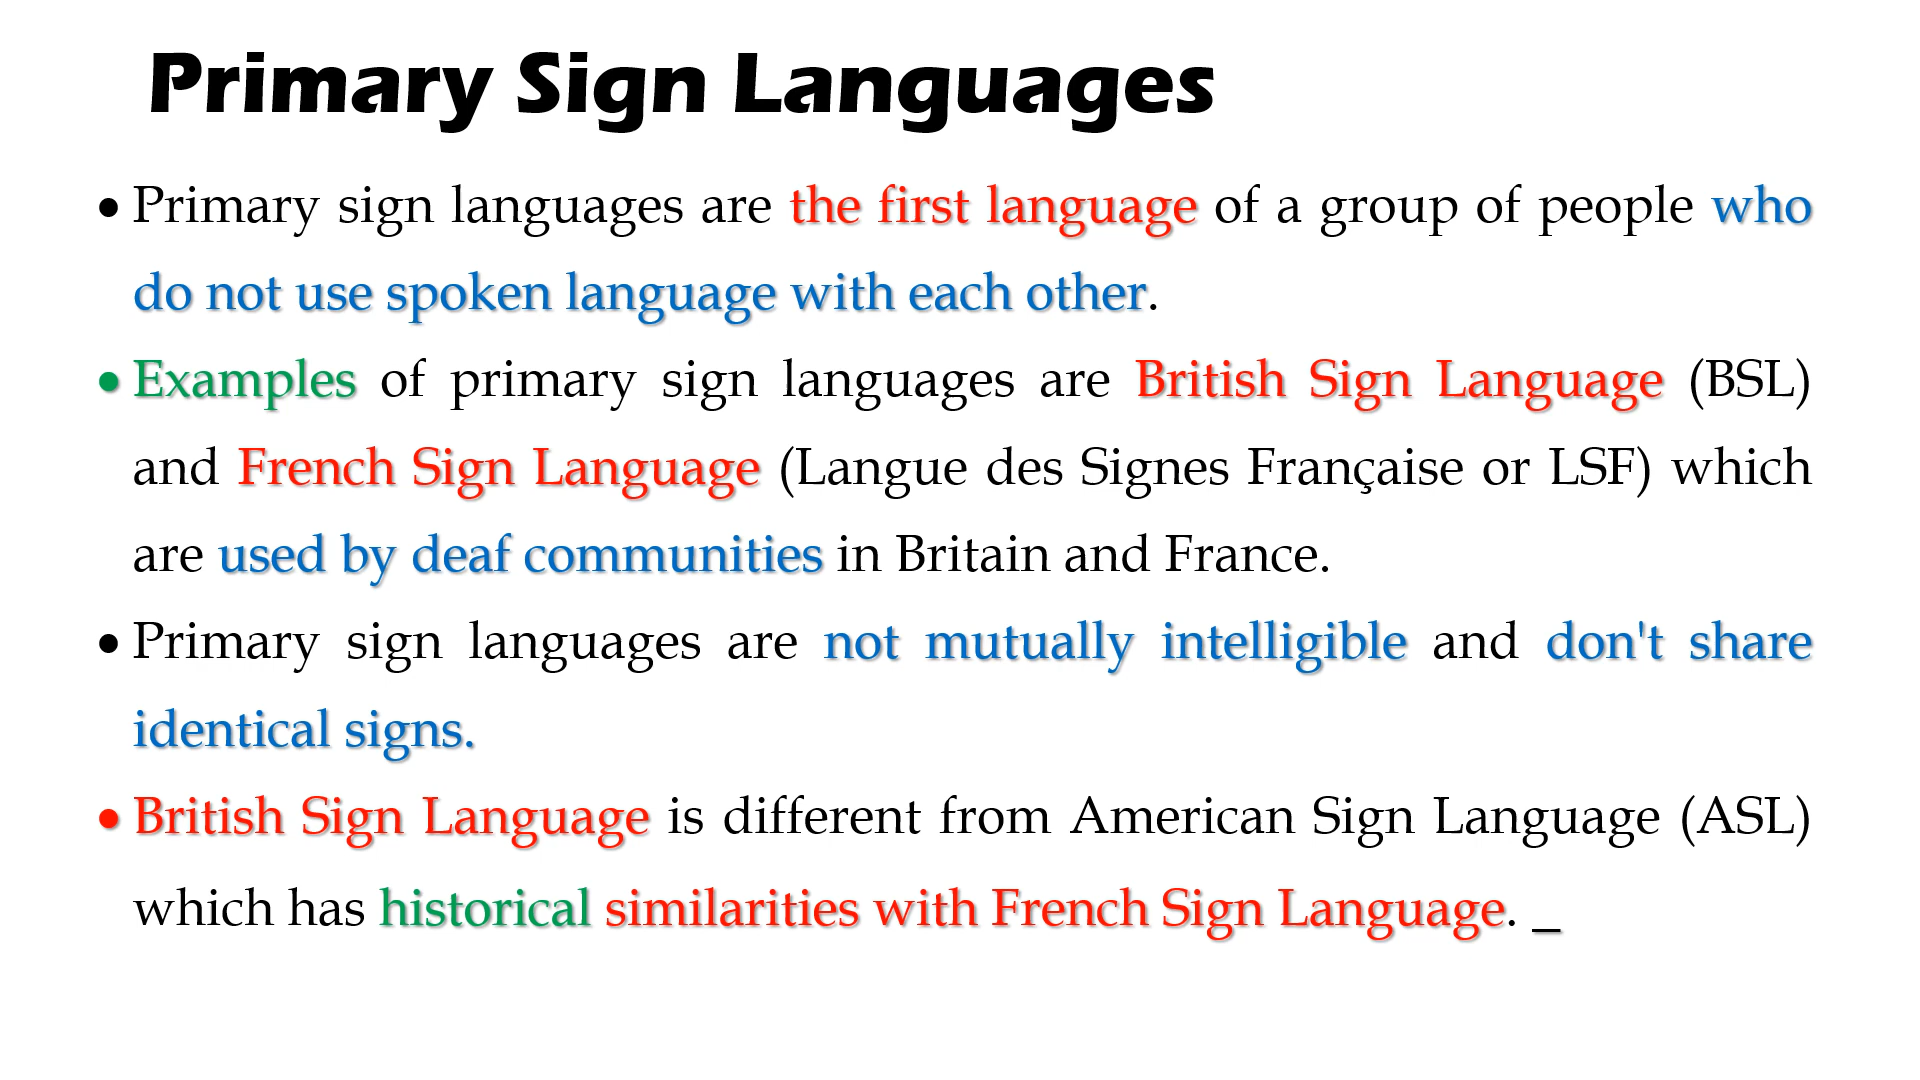 Primary Sign Languages
• Primary sign languages are the first language of a group of people who
do not use spoken language with each other.
• Examples of primary sign languages are British Sign Language (BSL)
and French Sign Language (Langue des Signes Française or LSF) which
are used by deaf communities in Britain and France.
• Primary sign languages are not mutually intelligible and don't share
identical signs.
• British Sign Language is different from American Sign Language (ASL)
which has historical similarities with French Sign Language. _